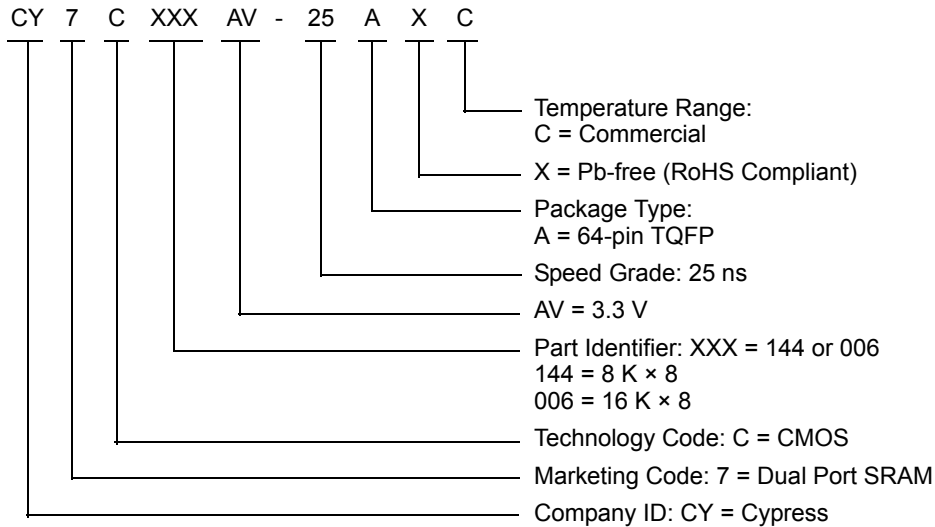 CY 7 C XXX AV - 25 A X C
Temperature Range:
C = Commercial
X = Pb-free (RoHS Compliant)
Package Type:
A = 64-pin TQFP
Speed Grade: 25 ns
AV = 3.3 V
Part Identifier: XXX = 144 or 006
144 = 8 K × 8
006 = 16 K × 8
Technology Code: C = CMOS
Marketing Code: 7 = Dual Port SRAM
Company ID: CY = Cypress